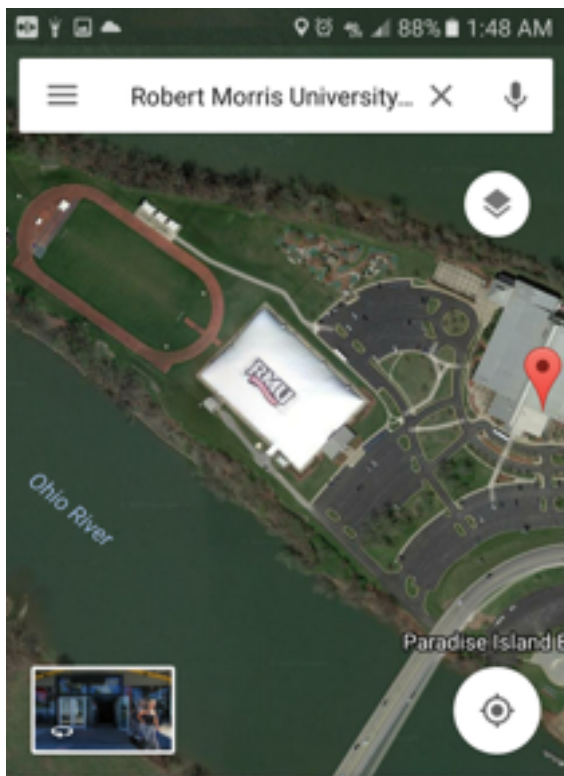 88% 1:48 AM
Robert Morris University...
RMU
Ohio River
Paradise Island